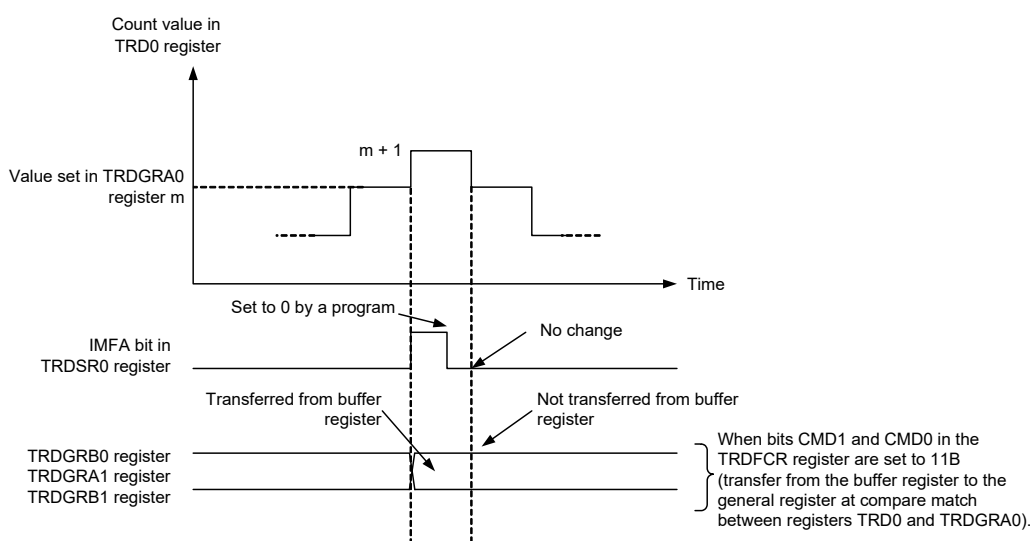 Count value in
TRD0 register
m + 1
Value set in TRDGRA0
register m
Time
Set to 0 by a program
No change
IMFA bit in
TRDSR0 register
Transferred from buffer
register
Not transferred from buffer
register
TRDGRB0 register
TRDGRA1 register
TRDGRB1 register
When bits CMD1 and CMD0 in the
TRDFCR register are set to 11B
(transfer from the buffer register to the
general register at compare match
between registers TRD0 and TRDGRA0).